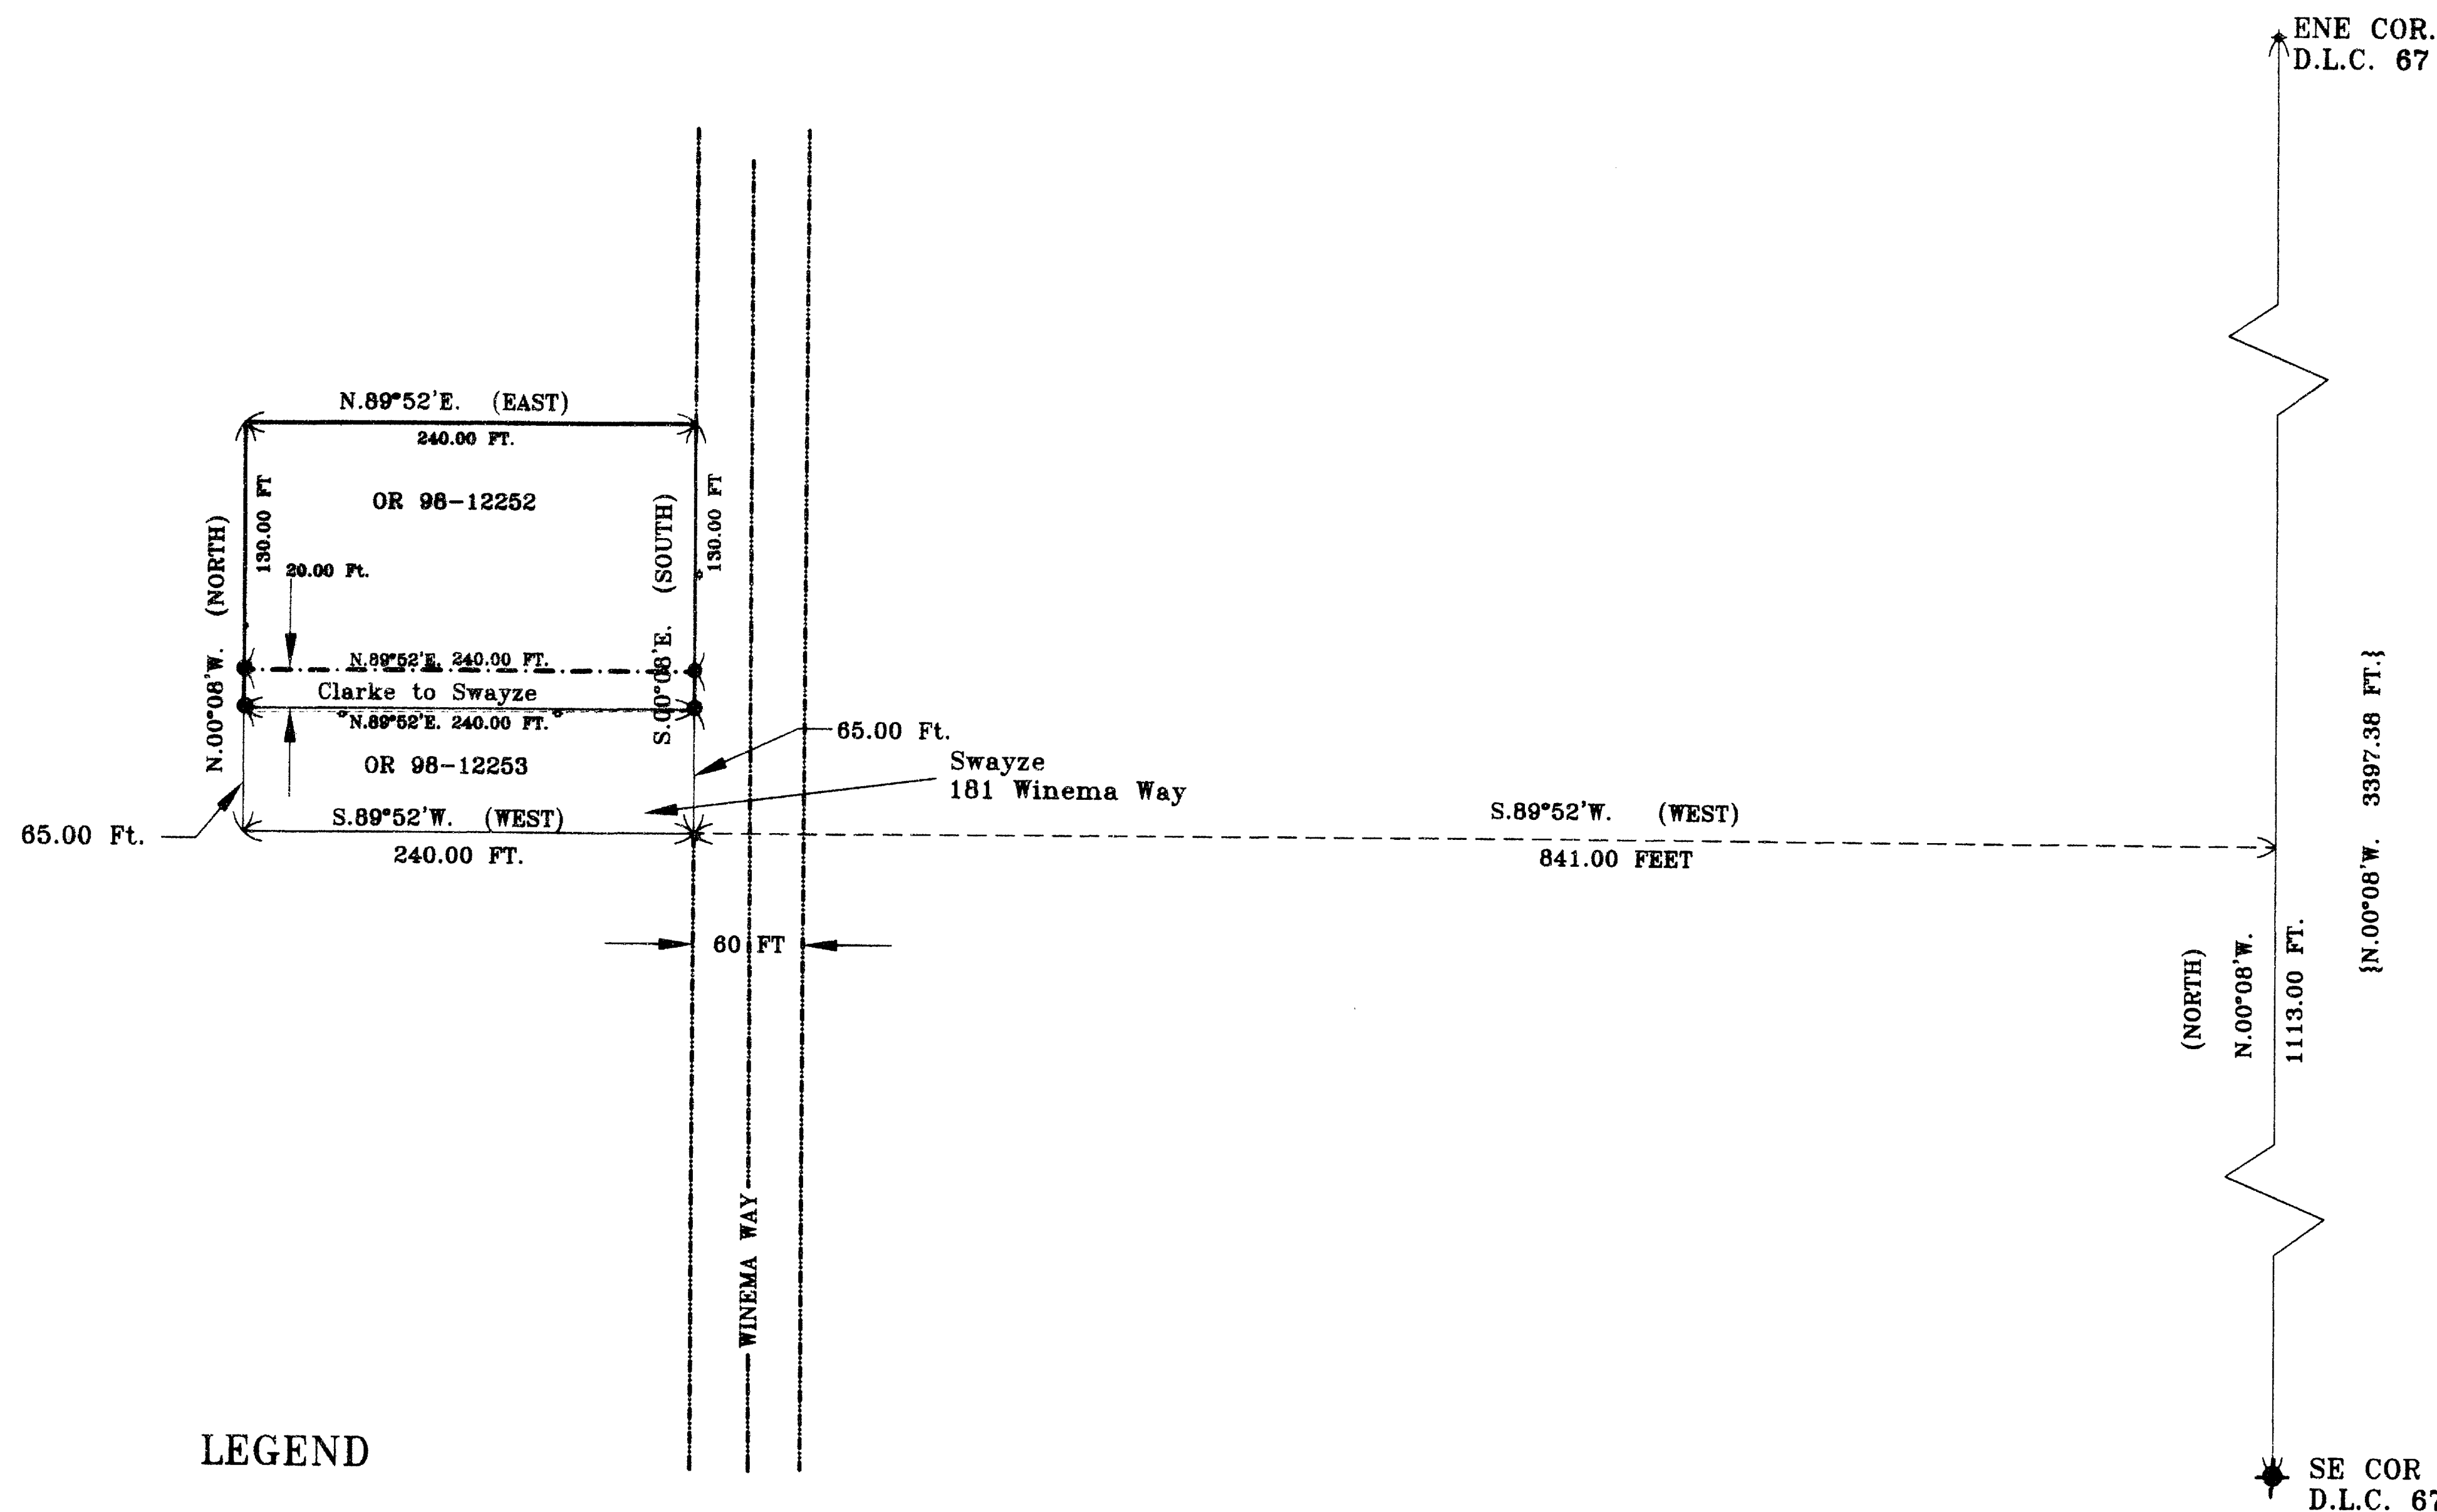 ENE COR.
D.L.C. 67
N.89°52'E. (EAST)
240.00 FT.
OR 98-12252
130.00 FT
130.00 FT
N.00°08'W. (NORTH)
S.00°08'E. (SOUTH)
20.00 Ft.
N.89°52'E. 240.00 FT.
Clarke to Swayze
N.89°52'E. 240.00 FT.
65.00 Ft.
OR 98-12253
Swayze
181 Winema Way
S.89°52'W. (WEST)
240.00 FT.
65.00 Ft.
S.89°52'W. (WEST)
841.00 FEET
60 FT
(NORTH)
N.00°08'W.
1113.00 FT.
{N.00°08'W. 3397.38 FT.}
WINEMA WAY
LEGEND
SE COR
D.L.C. 67